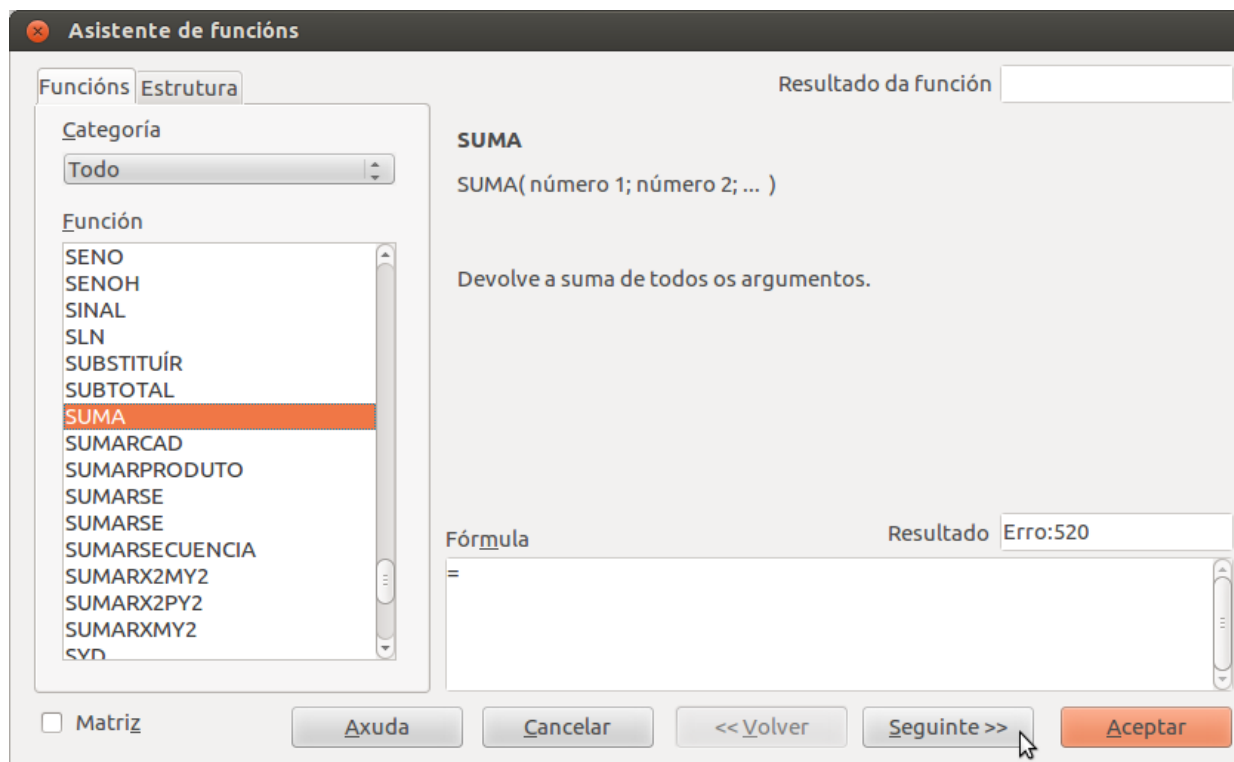 Asistente de funcións
Funcións Estrutura
Resultado da función
Categoría
Todo
Función
SENO
SENOH
SINAL
SLN
SUBSTITUÍR
SUBTOTAL
SUMA
SUMARCAD
SUMARPRODUTO
SUMARSE
SUMARSE
SUMARSECUENCIA
SUMARX2MY2
SUMARX2PY2
SUMARXMY2
SYD
SUMA
SUMA( número 1; número 2; ... )
Devolve a suma de todos os argumentos.
Fórmula
Resultado Erro:520
=
Matriz
Axuda
Cancelar
<< Volver
Seguinte >>
Aceptar